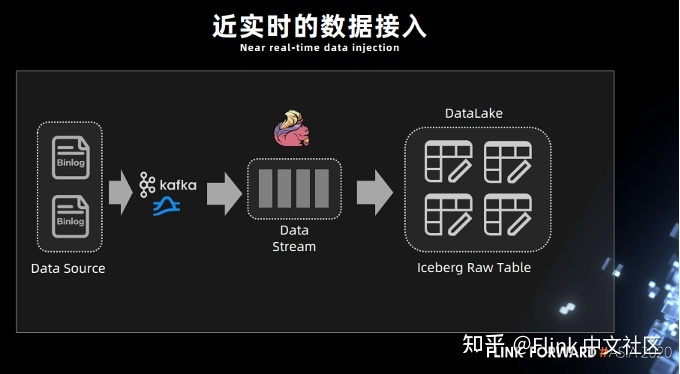 近实时的数据接入
Near real-time data injection
DataLake
Binlog
kafka
Binlog
Data
Stream
Data Source
Iceberg Raw Table
知乎 @Flink 中文社区
FLINK FORWARD #ASIA 2020